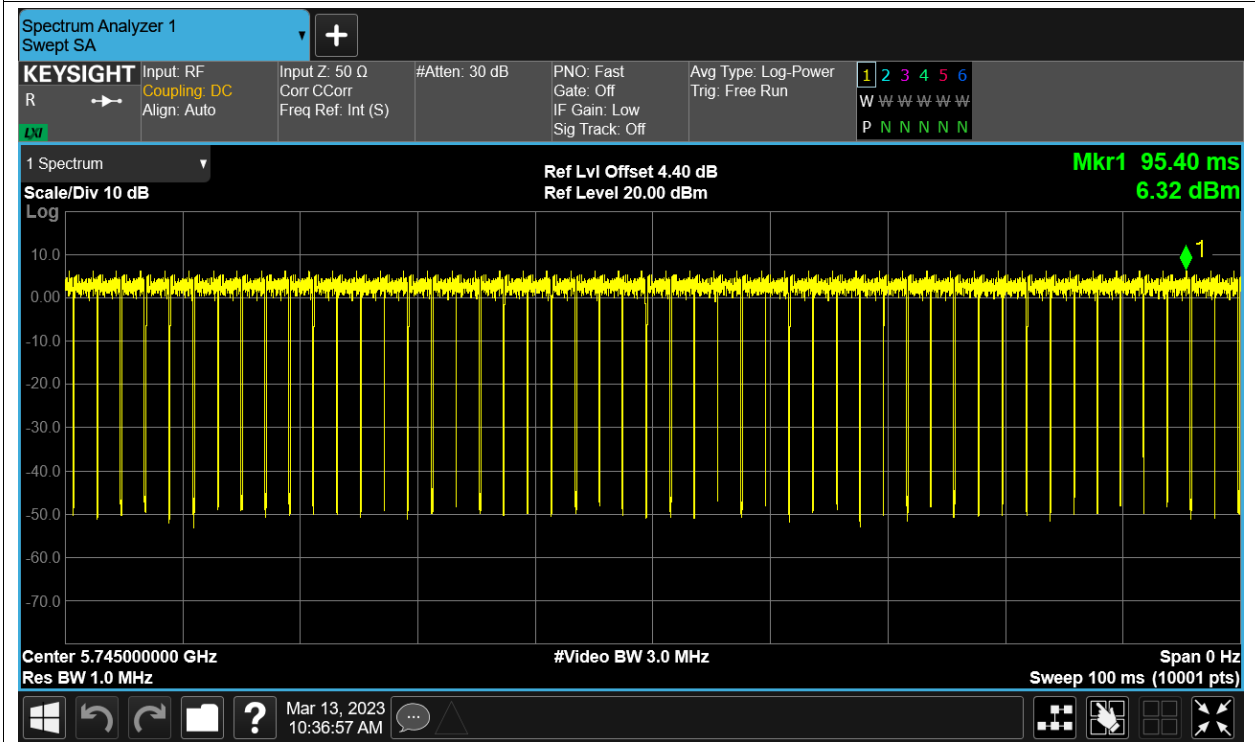 Spectrum Analyzer 1
Swept SA
+
KEYSIGHT
R
LXI
Input: RF
Coupling: DC
Align: Auto
Input Z: 50 Ω
Corr CCorr
Freq Ref: Int (S)
#Atten: 30 dB
PNO: Fast
Gate: Off
IF Gain: Low
Sig Track: Off
Avg Type: Log-Power
Trig: Free Run
1 2 3 4 5 6
W W W W W W
P N N N N N
1 Spectrum
Scale/Div 10 dB
Log
Ref Lvl Offset 4.40 dB
Ref Level 20.00 dBm
Mkr1 95.40 ms
6.32 dBm
1
10.0
0.00
-10.0
-20.0
-30.0
-40.0
-50.0
-60.0
-70.0
Center 5.745000000 GHz
Res BW 1.0 MHz
#Video BW 3.0 MHz
Span 0 Hz
Sweep 100 ms (10001 pts)
?
Mar 13, 2023
10:36:57 AM